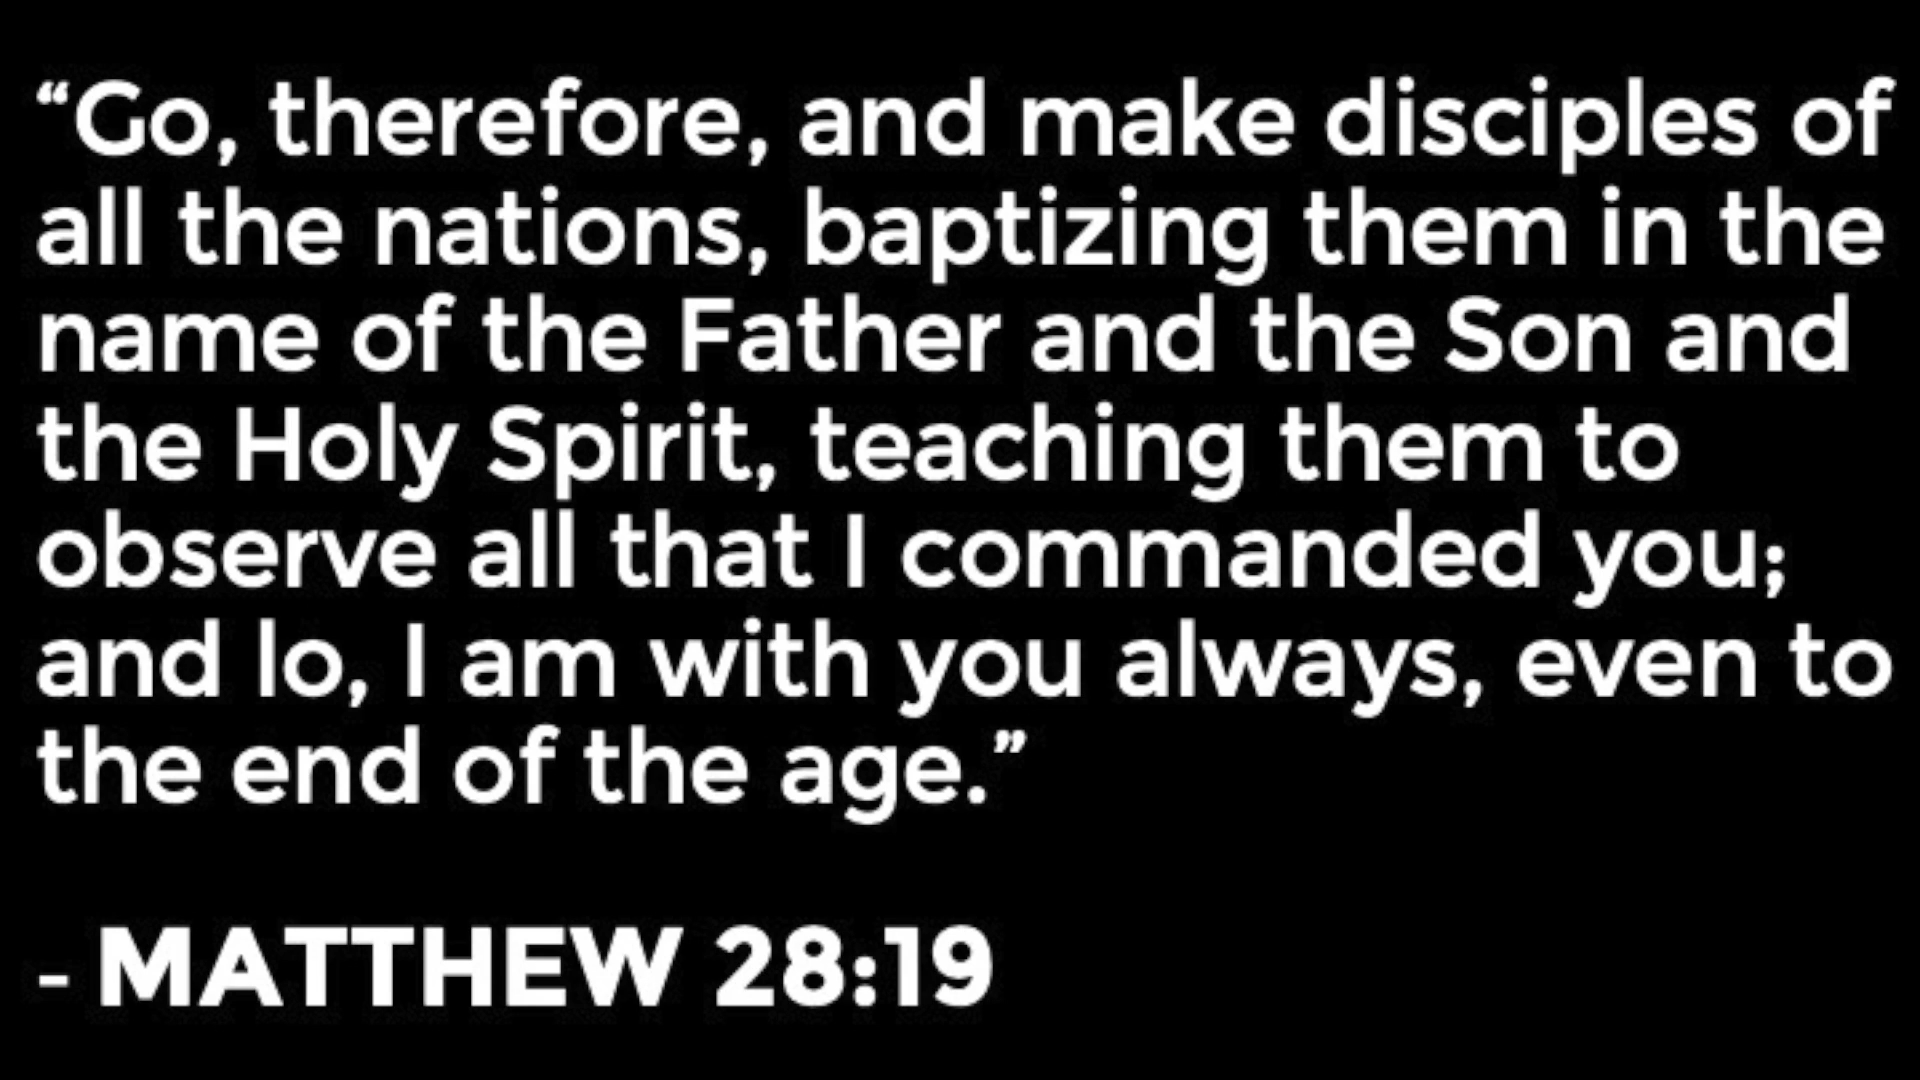 “Go, therefore, and make disciples of
all the nations, baptizing them in the
name of the Father and the Son and
the Holy Spirit, teaching them to
observe all that I commanded you;
and lo, I am with you always, even to
the end of the age.”
- MATTHEW 28:19